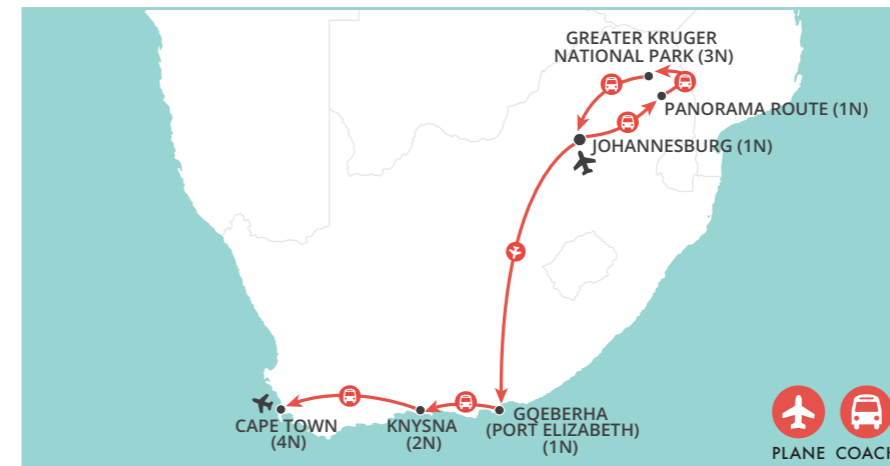 GREATER KRUGER
NATIONAL PARK (3N)
PANORAMA ROUTE (1N)
JOHANNESBURG (1N)
CAPE TOWN
(4N)
KNYSNA
(2N)
GQEBERHA
(PORT ELIZABETH)
(1N)
PLANE COACH